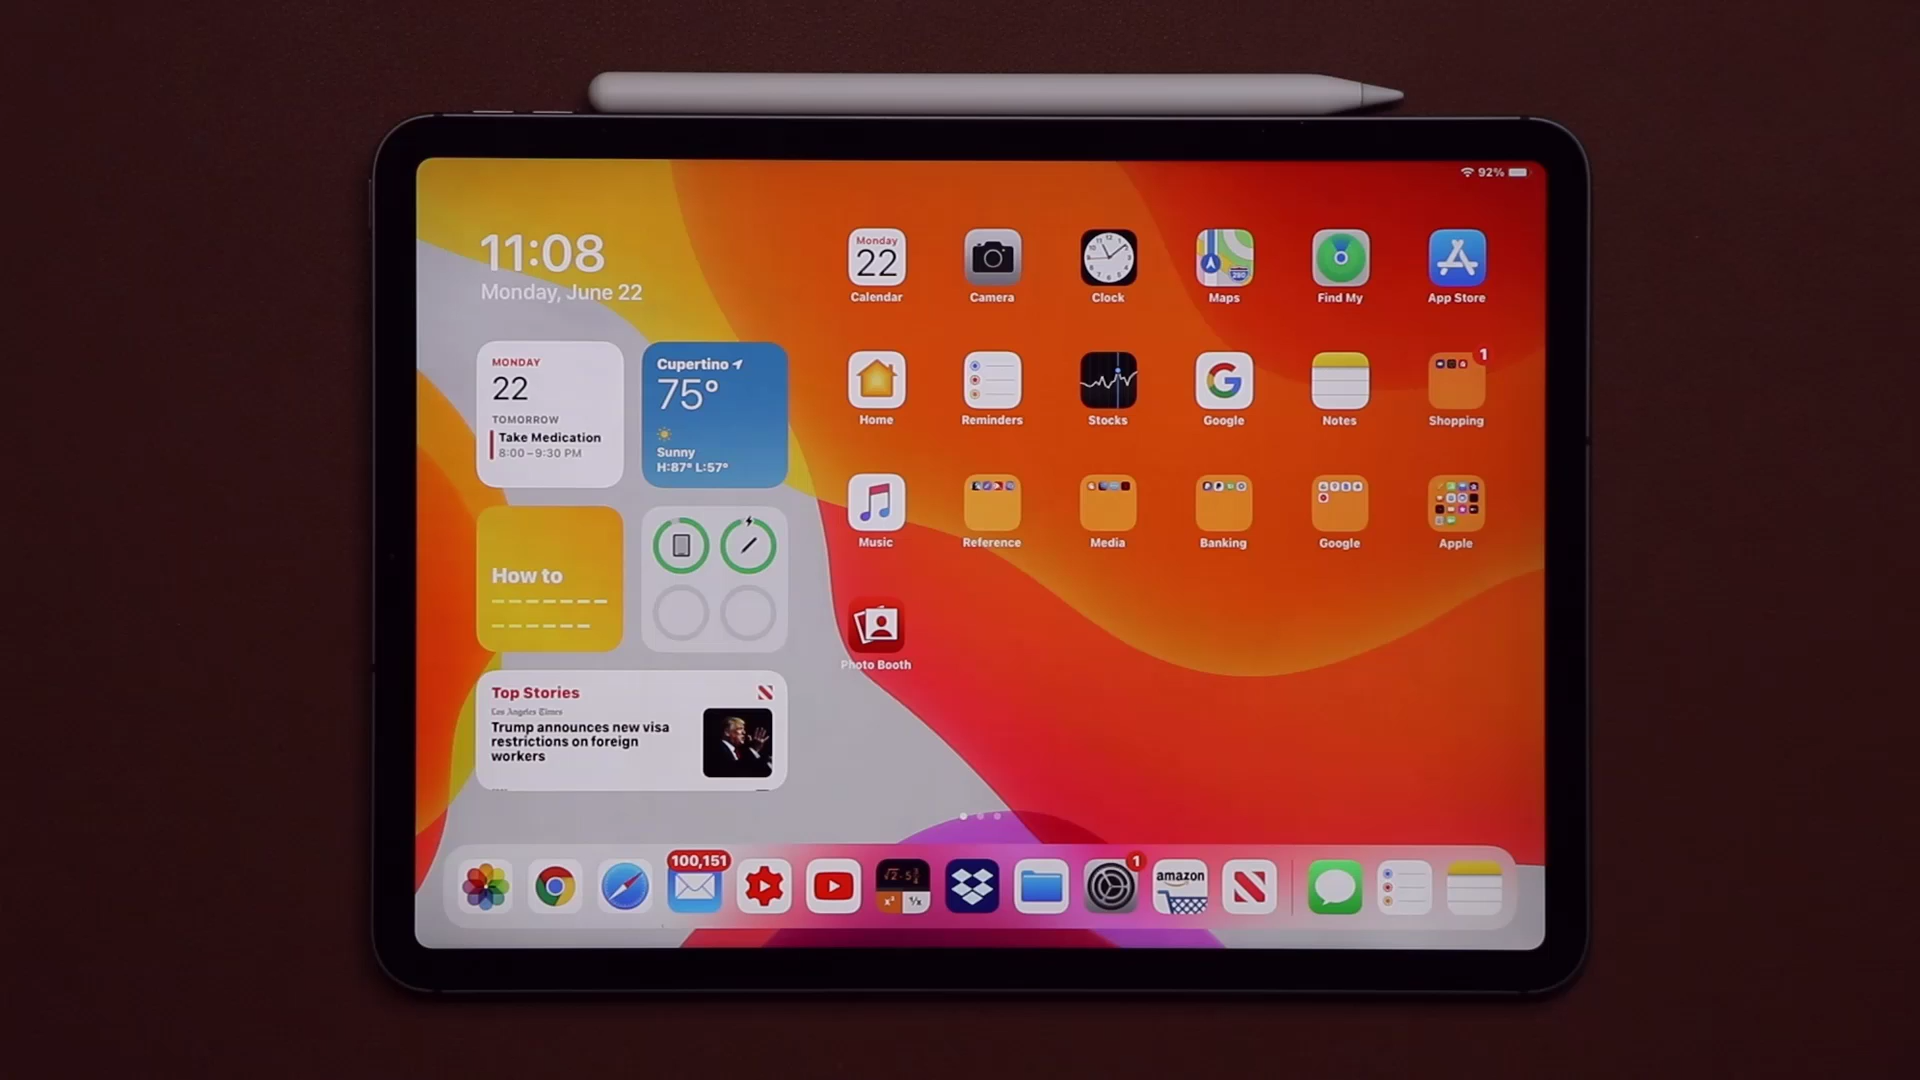 92%
11:08
Monday, June 22
MONDAY
22
TOMORROW
Take Medication
8:00–9:30 PM
Cupertino
75°
Sunny
H:87° L:57°
How to
Top Stories
Los Angeles Times
Trump announces new visa
restrictions on foreign
workers
Monday
22
Calendar
Camera
Clock
Maps
Find My
App Store
Home
Reminders
Stocks
G
Google
Notes
1
Shopping
Music
Reference
Media
Banking
Google
Apple
280
Photo Booth
100,151
1
amazon